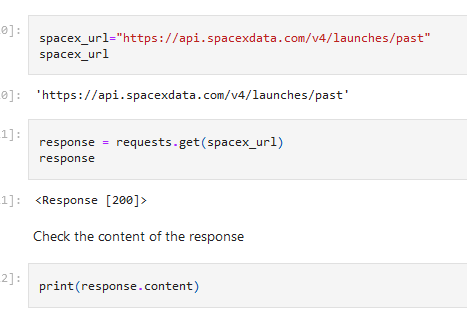 0]:
spacex_url="https://api.spacexdata.com/v4/launches/past"
spacex_url
0]:
'https://api.spacexdata.com/v4/launches/past'
1]:
response = requests.get(spacex_url)
response
1]:
<Response [200]>
Check the content of the response
2]:
print(response.content)